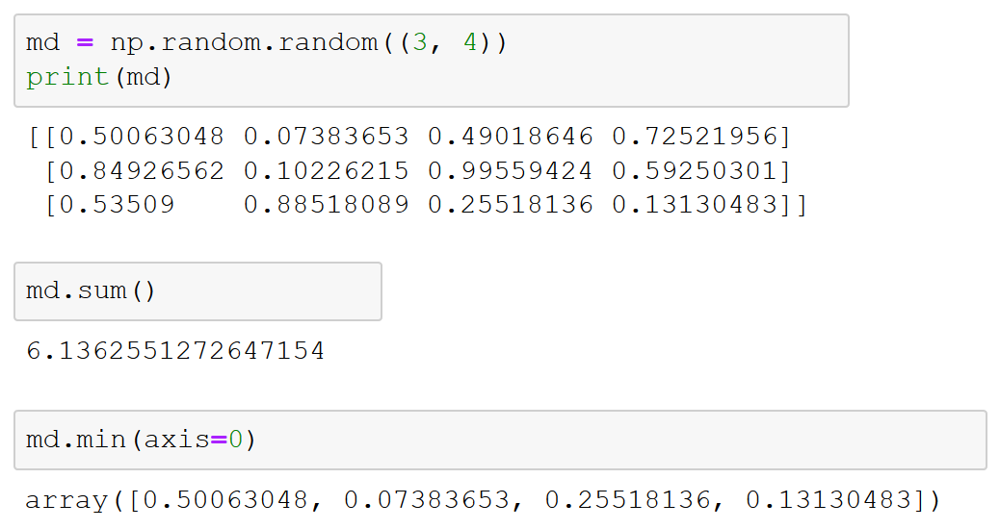 md = np.random.random((3, 4))
print(md)
[[0.50063048 0.07383653 0.49018646 0.72521956]
 [0.84926562 0.10226215 0.99559424 0.59250301]
 [0.53509    0.88518089 0.25518136 0.13130483]]
md.sum()
6.1362551272647154
md.min(axis=0)
array([0.50063048, 0.07383653, 0.25518136, 0.13130483])